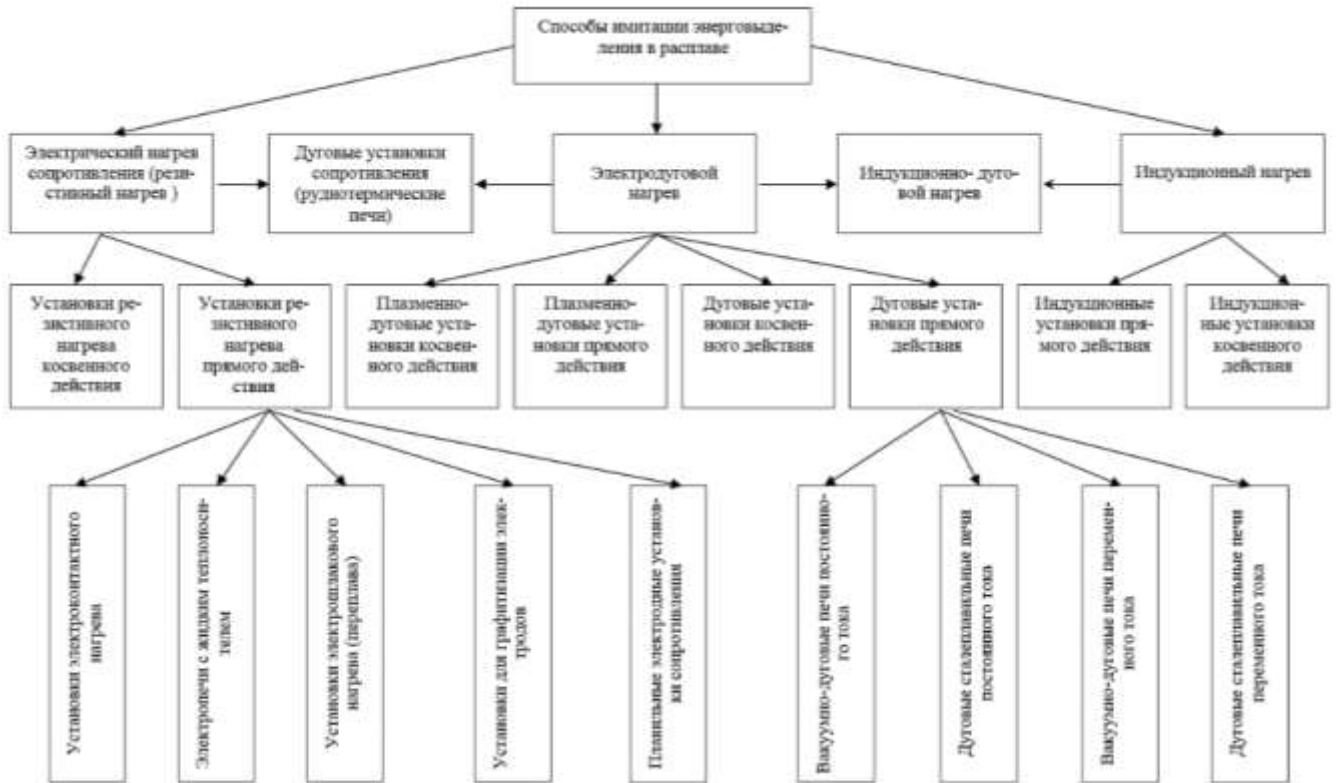 Способы имитации энерговыде-
ления в расплаве
Электрический нагрев
сопротивления (рези-
стивный нагрев )
Дуговые установки
сопротивления
(руднотермические
печи)
Электродуговой
нагрев
Индукционно- дуго-
вой нагрев
Индукционный нагрев
Установки ре-
зистивного
нагрева
косвенного
действия
Установки ре-
зистивного
нагрева
прямого дей-
ствия
Плазменно-
дуговые уста-
новки косвен-
ного действия
Плазменно-
дуговые уста-
новки прямого
действия
Дуговые уста-
новки косвен-
ного действия
Дуговые уста-
новки прямого
действия
Индукционные
установки пря-
мого действия
Индукцион-
ные установки
косвенного
действия
Установки электроконтактного
нагрева
Электропечи с жидким теплоноси-
телем
Установки электрошлакового
нагрева (переплава)
Установки для графитизации элек-
тродов
Плавильные электродные установ-
ки сопротивления
Вакуумно-дуговые печи постоянно-
го тока
Дуговые сталеплавильные печи
постоянного тока
Вакуумно-дуговые печи перемен-
ного тока
Дуговые сталеплавильные печи
переменного тока